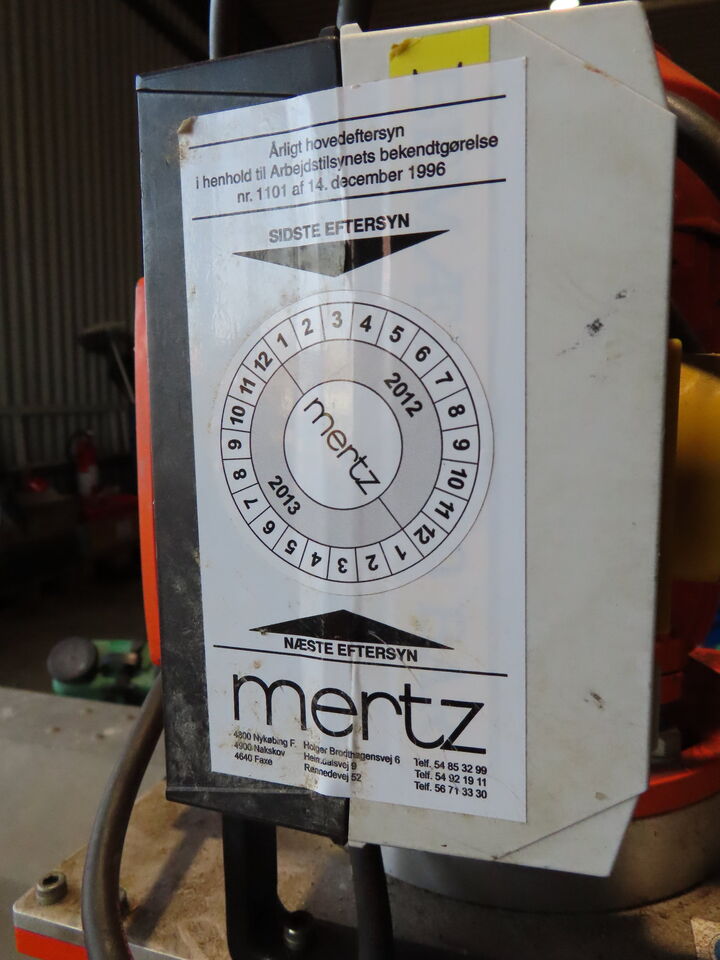 Årligt hovedeftersyn
i henhold til Arbejdstilsynets bekendtgørelse
nr. 1101 af 14. december 1996
SIDSTE EFTERSYN
1 2 3 4 5 6 7 8 9 10 11 12
2012
mertz
2013
1 2 3 4 5 6 7 8 9 10 11 12
NÆSTE EFTERSYN
mertz
4800 Nykøbing F. Holger Brodthagensvej 6 Telf. 54 85 32 99
4900 Nakskov 9 Telf. 54 92 19 11
4640 Faxe Rønnedevej 52 Telf. 56 71 33 30